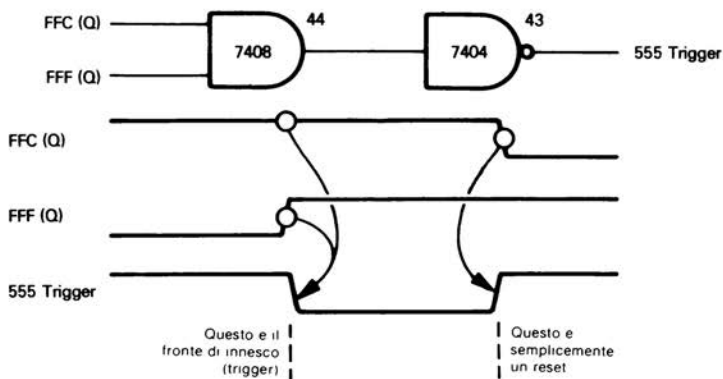 FFC (Q)
FFF (Q)
7408
44
7404
43
555 Trigger
FFC (Q)
FFF (Q)
555 Trigger
Questo e il
fronte di innesco
(trigger)
Questo e
semplicemente
un reset